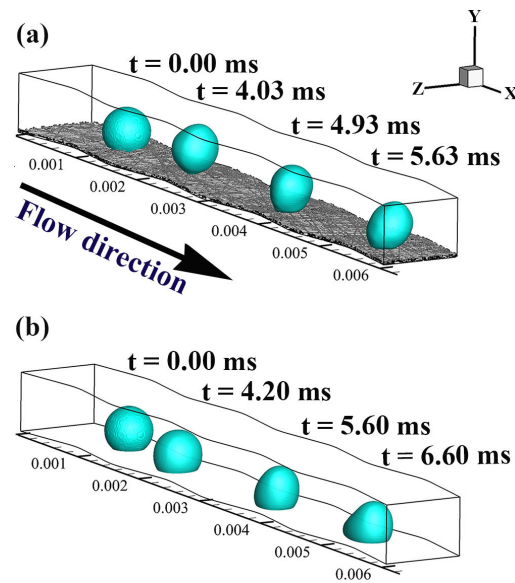 (a)
t = 0.00 ms
t = 4.03 ms
t = 4.93 ms
t = 5.63 ms
Y
Z
X
0.001
0.002
0.003
0.004
0.005
0.006
Flow direction
(b)
t = 0.00 ms
t = 4.20 ms
t = 5.60 ms
t = 6.60 ms
0.001
0.002
0.003
0.004
0.005
0.006